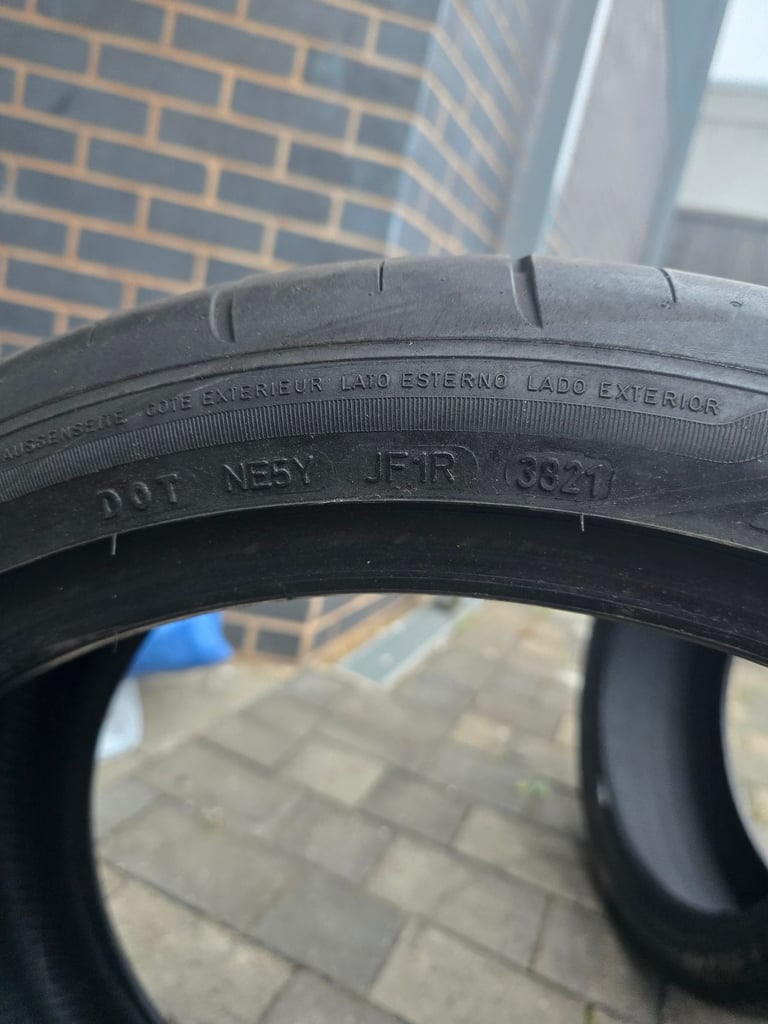 AUSSENSEITE COTE EXTERIEUR LATO ESTERNO LADO EXTERIOR
DOT NE5Y JF1R 3821